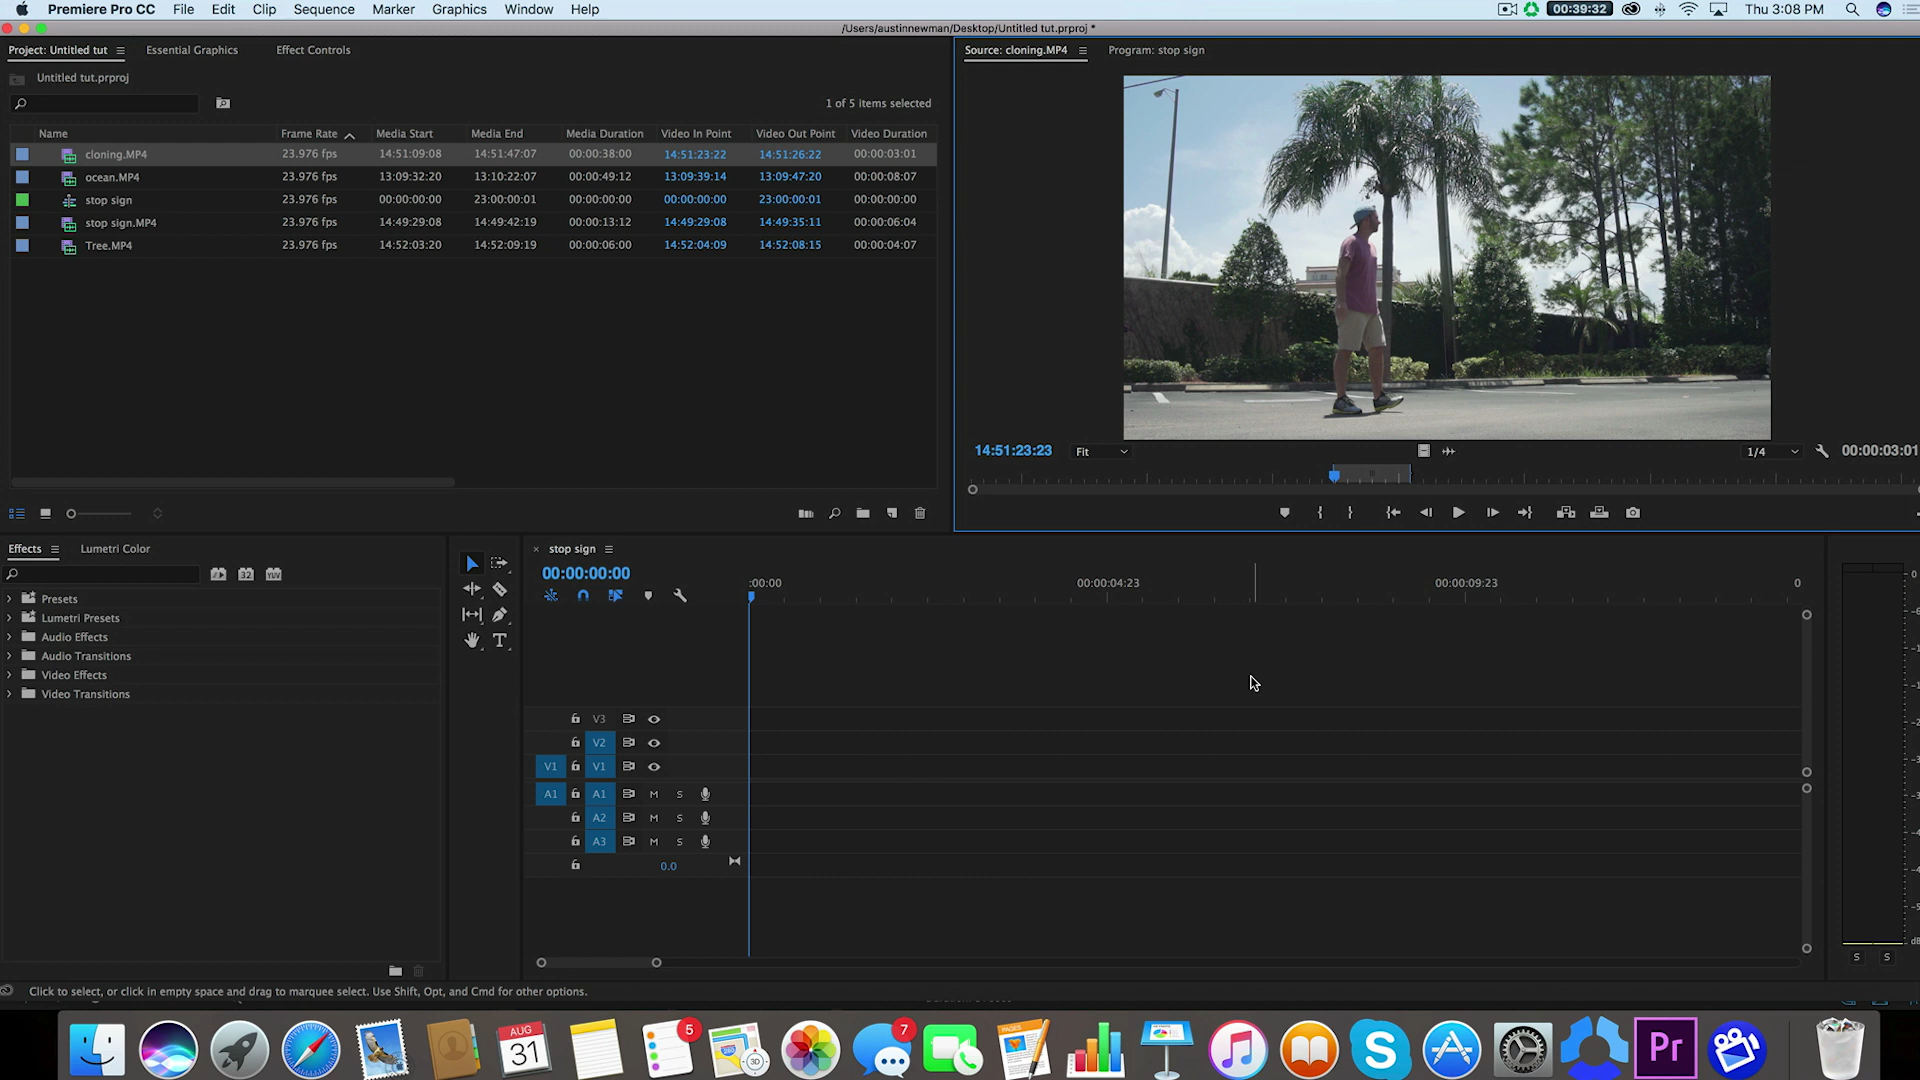 Premiere Pro CC File Edit Clip Sequence Marker Graphics Window Help 00:39:32 Thu 3:08 PM
/Users/austinnewman/Desktop/Untitled tut.prproj *
Project: Untitled tut Essential Graphics Effect Controls
Untitled tut.prproj
1 of 5 items selected
Name Frame Rate Media Start Media End Media Duration Video In Point Video Out Point Video Duration
cloning.MP4 23.976 fps 14:51:09:08 14:51:47:07 00:00:38:00 14:51:23:22 14:51:26:22 00:00:03:01
ocean.MP4 23.976 fps 13:09:32:20 13:10:22:07 00:00:49:12 13:09:39:14 13:09:47:20 00:00:08:07
stop sign 23.976 fps 00:00:00:00 23:00:00:01 00:00:00:00 00:00:00:00 23:00:00:01 00:00:00:00
stop sign.MP4 23.976 fps 14:49:29:08 14:49:42:19 00:00:13:12 14:49:29:08 14:49:35:11 00:00:06:04
Tree.MP4 23.976 fps 14:52:03:20 14:52:09:19 00:00:06:00 14:52:04:09 14:52:08:15 00:00:04:07
Source: cloning.MP4 Program: stop sign
14:51:23:23 Fit 1/4 00:00:03:01
Effects Lumetri Color
32 YUV
Presets
Lumetri Presets
Audio Effects
Audio Transitions
Video Effects
Video Transitions
T
stop sign
00:00:00:00
:00:00 00:00:04:23 00:00:09:23 0
V3
V2
V1 V1
A1 A1 M S
A2 M S
A3 M S
0.0
0
S S
Click to select, or click in empty space and drag to marquee select. Use Shift, Opt, and Cmd for other options.
AUG
31
5
3D
7
PAGES
S
Pr